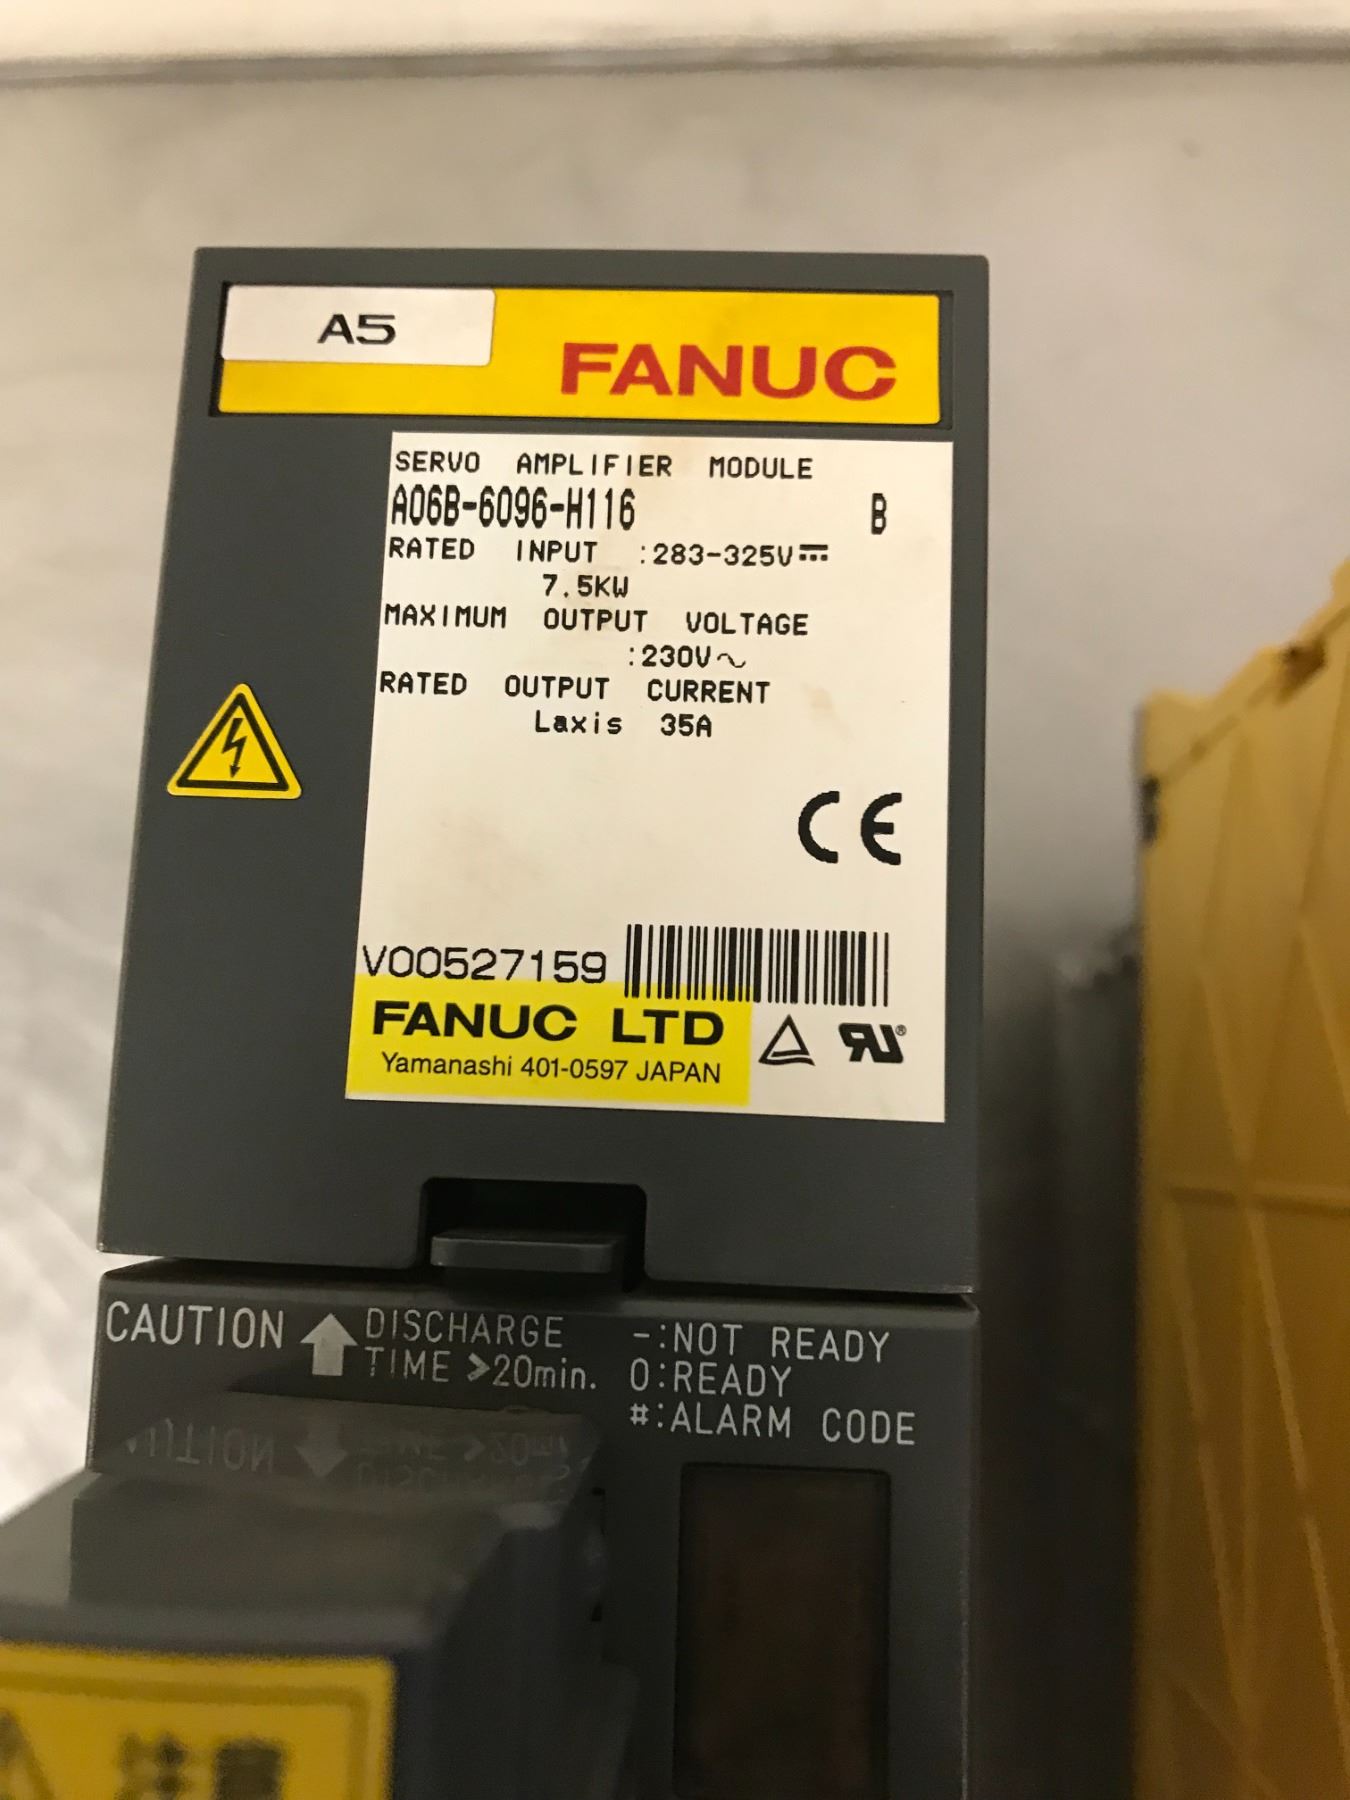 A5
FANUC
SERVO AMPLIFIER MODULE
A06B-6096-H116 B
RATED INPUT :283-325V⎓
7.5KW
MAXIMUM OUTPUT VOLTAGE
:230V~
RATED OUTPUT CURRENT
Laxis 35A
CE
V00527159
FANUC LTD
Yamanashi 401-0597 JAPAN
CAUTION DISCHARGE TIME >20min.
-:NOT READY
0:READY
#:ALARM CODE
注意